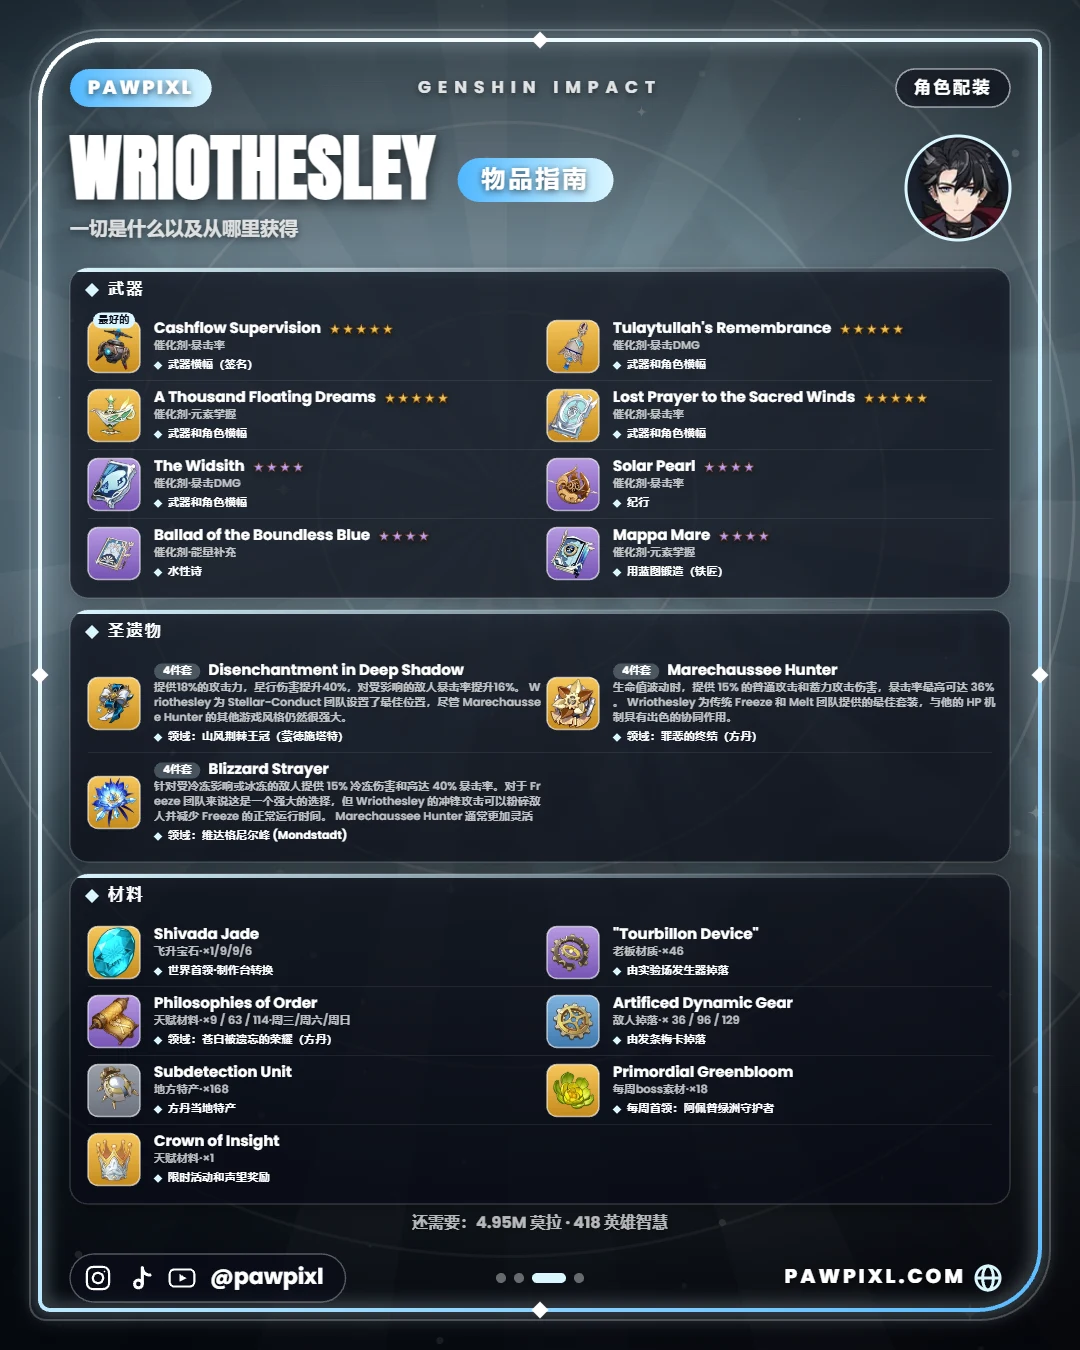 PAWPIXL
GENSHIN IMPACT
角色配装
WRIOTHESLEY
物品指南
一切是什么以及从哪里获得
武器
最好的
Cashflow Supervision
催化剂·暴击率
武器横幅（签名）
Tulaytullah's Remembrance
催化剂·暴击DMG
武器和角色横幅
A Thousand Floating Dreams
催化剂·元素掌握
武器和角色横幅
Lost Prayer to the Sacred Winds
催化剂·暴击率
武器和角色横幅
The Widsith
催化剂·暴击DMG
武器和角色横幅
Solar Pearl
催化剂·暴击率
纪行
Ballad of the Boundless Blue
催化剂·能量补充
水性诗
Mappa Mare
催化剂·元素掌握
用蓝图锻造（铁匠）
圣遗物
4件套 Disenchantment in Deep Shadow
提供18%的攻击力，星行伤害提升40%，对受影响的敌人暴击率提升16%。 W
riothesley 为 Stellar-Conduct 团队设置了最佳位置，尽管 Marechausse
e Hunter 的其他游戏风格仍然很强大。
领域：山风荆棘王冠（蒙德施塔特）
4件套 Marechaussee Hunter
生命值波动时，提供 15% 的普通攻击和蓄力攻击伤害，暴击率最高可达 36%
。 Wriothesley 为传统 Freeze 和 Melt 团队提供的最佳套装，与他的 HP 机
制具有出色的协同作用。
领域：罪恶的终结（方丹）
4件套 Blizzard Strayer
针对受冷冻影响或冰冻的敌人提供 15% 冷冻伤害和高达 40% 暴击率。对于 Fr
eeze 团队来说这是一个强大的选择，但 Wriothesley 的冲锋攻击可以粉碎敌
人并减少 Freeze 的正常运行时间。 Marechaussee Hunter 通常更加灵活
领域：维达格尼尔峰 (Mondstadt)
材料
Shivada Jade
飞升宝石·×1/9/9/6
世界首领·制作台转换
"Tourbillon Device"
老板材质·×46
由实验场发生器掉落
Philosophies of Order
天赋材料·×9 / 63 / 114·周三/周六/周日
领域：苍白被遗忘的荣耀（方丹）
Artificed Dynamic Gear
敌人掉落·× 36 / 96 / 129
由发条梅卡掉落
Subdetection Unit
地方特产·×168
方丹当地特产
Primordial Greenbloom
每周boss素材·×18
每周首领：阿佩普绿洲守护者
Crown of Insight
天赋材料·×1
限时活动和声望奖励
还需要：4.95M 莫拉 · 418 英雄智慧
@pawpixl
PAWPIXL.COM